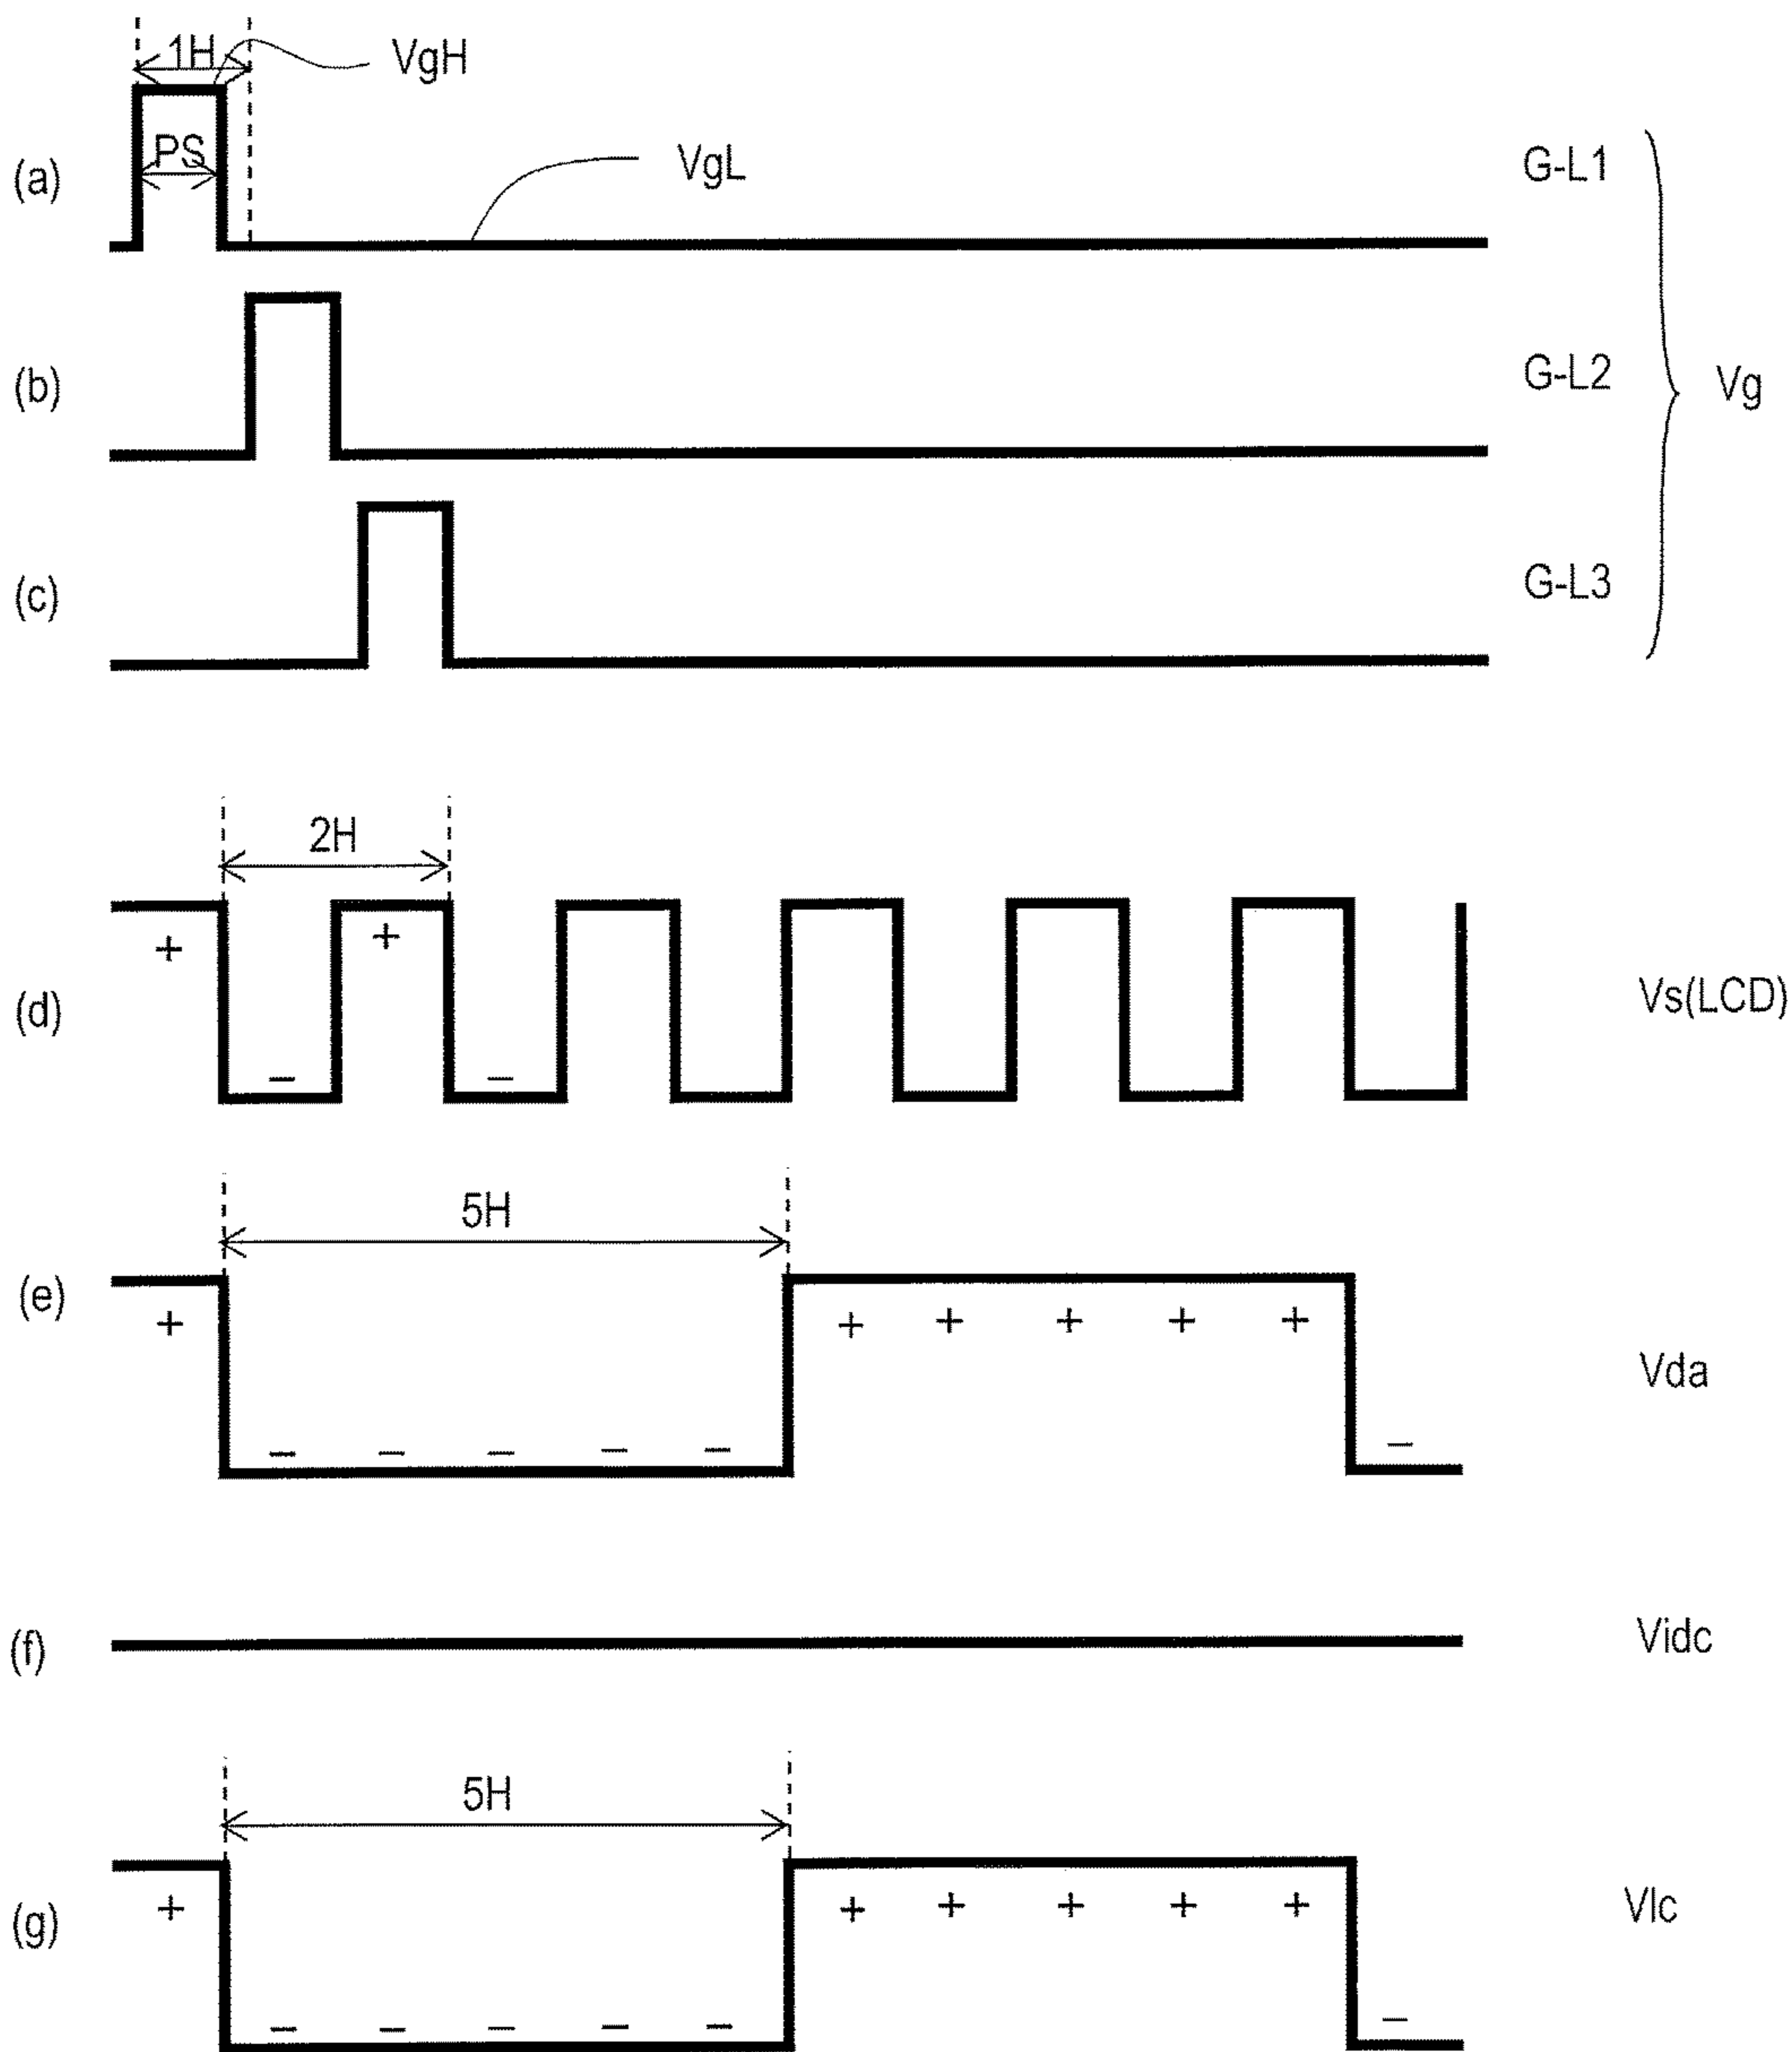 1H VgH
PS
(a) VgL G-L1
(b) G-L2 Vg
(c) G-L3
2H
+ +
(d) Vs(LCD)
− −
5H
(e)
+ + + + + +
Vda
− − − − − −
(f) Vidc
5H
+ + + + + +
(g) Vlc
− − − − − −